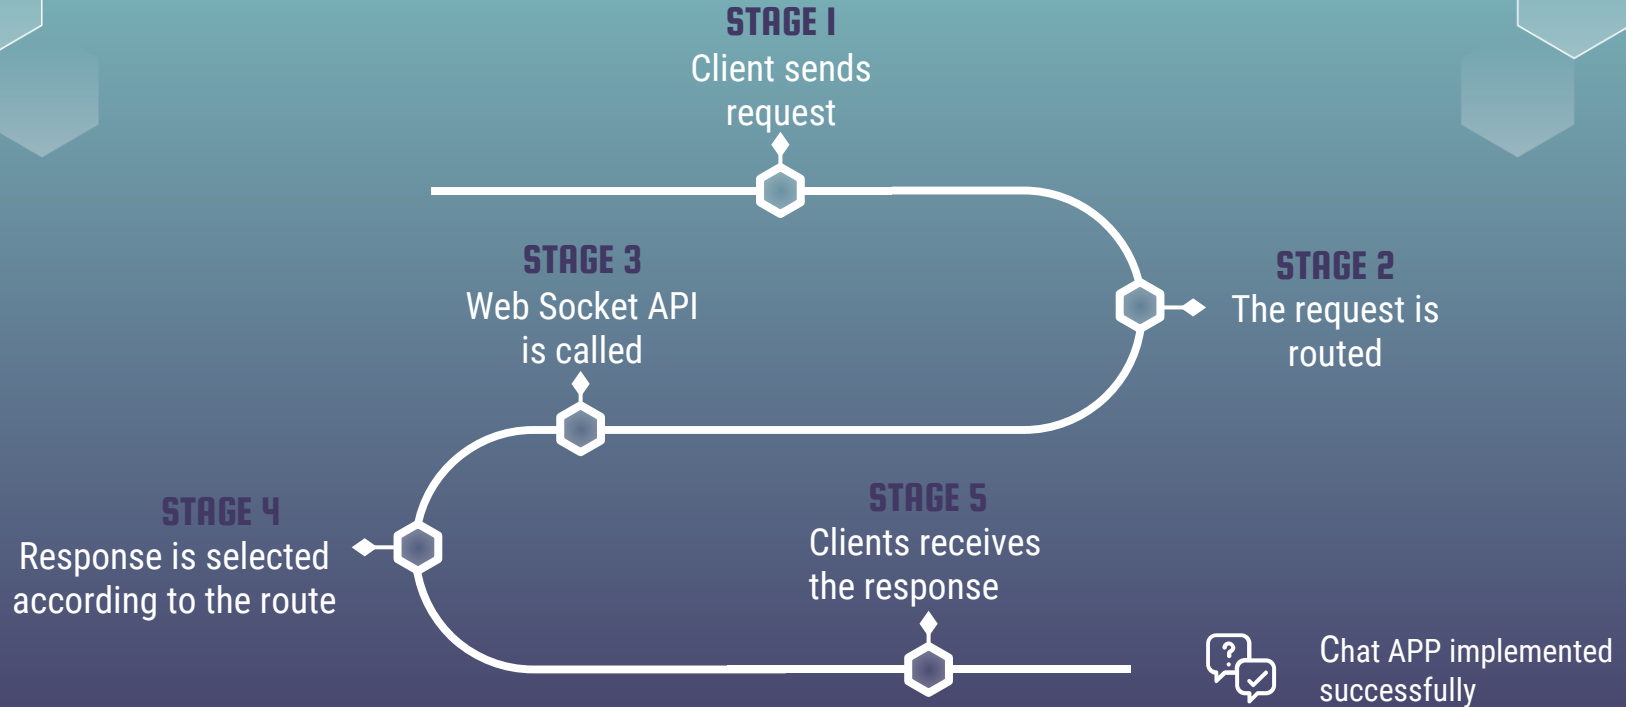 STAGE 1
Client sends
request
STAGE 2
The request is
routed
STAGE 3
Web Socket API
is called
STAGE 4
Response is selected
according to the route
STAGE 5
Clients receives
the response
Chat APP implemented
successfully